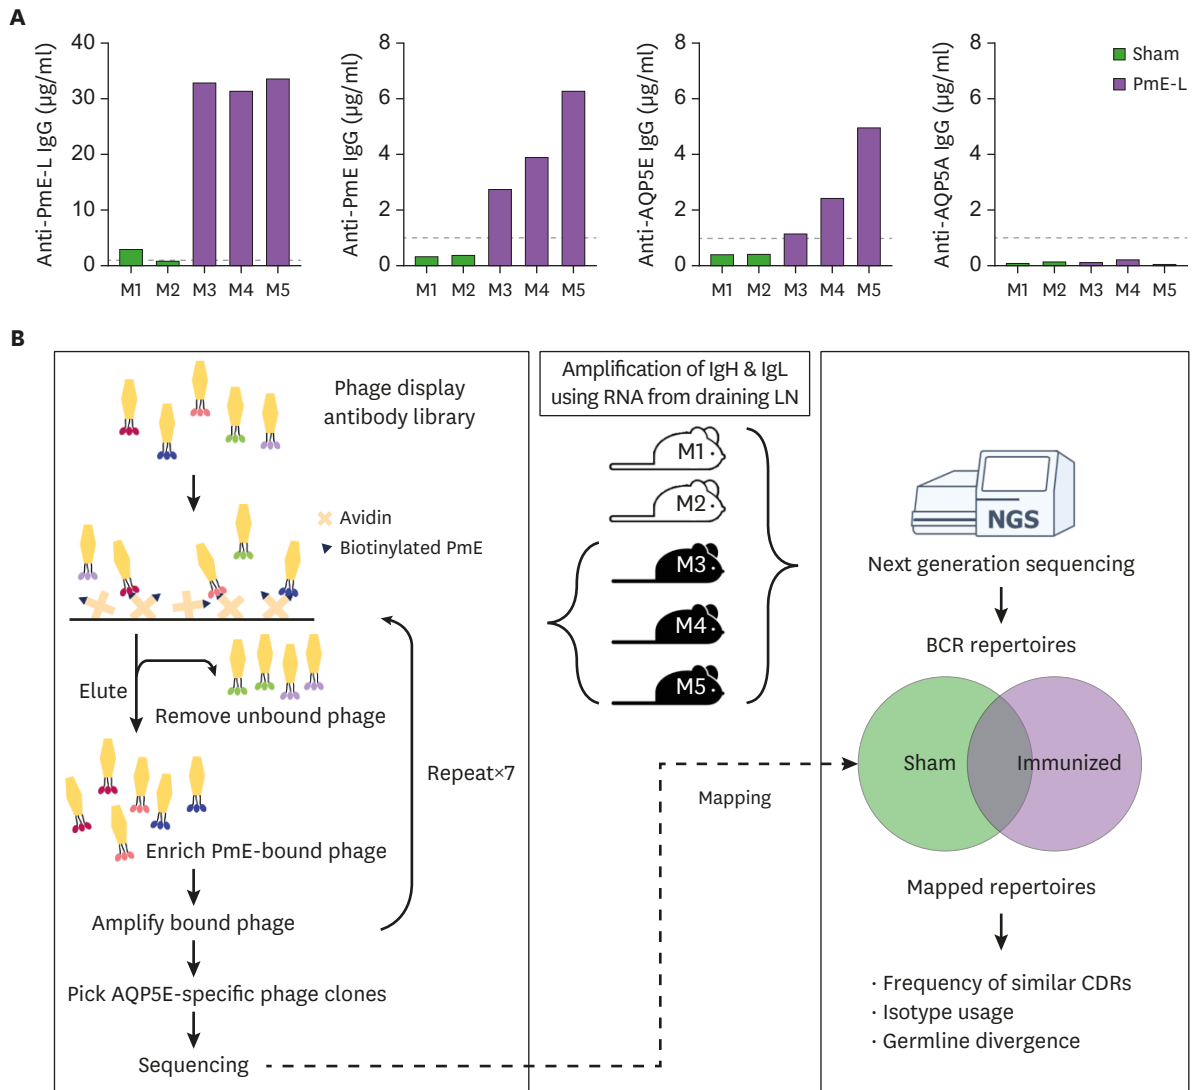 A
Anti-PmE-L IgG (µg/ml)
40
30
20
10
0
M1 M2 M3 M4 M5
Anti-PmE IgG (µg/ml)
8
6
4
2
0
M1 M2 M3 M4 M5
Anti-AQP5E IgG (µg/ml)
8
6
4
2
0
M1 M2 M3 M4 M5
Anti-AQP5A IgG (µg/ml)
8
6
4
2
0
M1 M2 M3 M4 M5
Sham
PmE-L
B
Phage display
antibody library
Avidin
Biotinylated PmE
Elute
Remove unbound phage
Repeat×7
Enrich PmE-bound phage
Amplify bound phage
Pick AQP5E-specific phage clones
Sequencing
Amplification of IgH & IgL
using RNA from draining LN
M1
M2
M3
M4
M5
Mapping
NGS
Next generation sequencing
BCR repertoires
Sham
Immunized
Mapped repertoires
· Frequency of similar CDRs
· Isotype usage
· Germline divergence